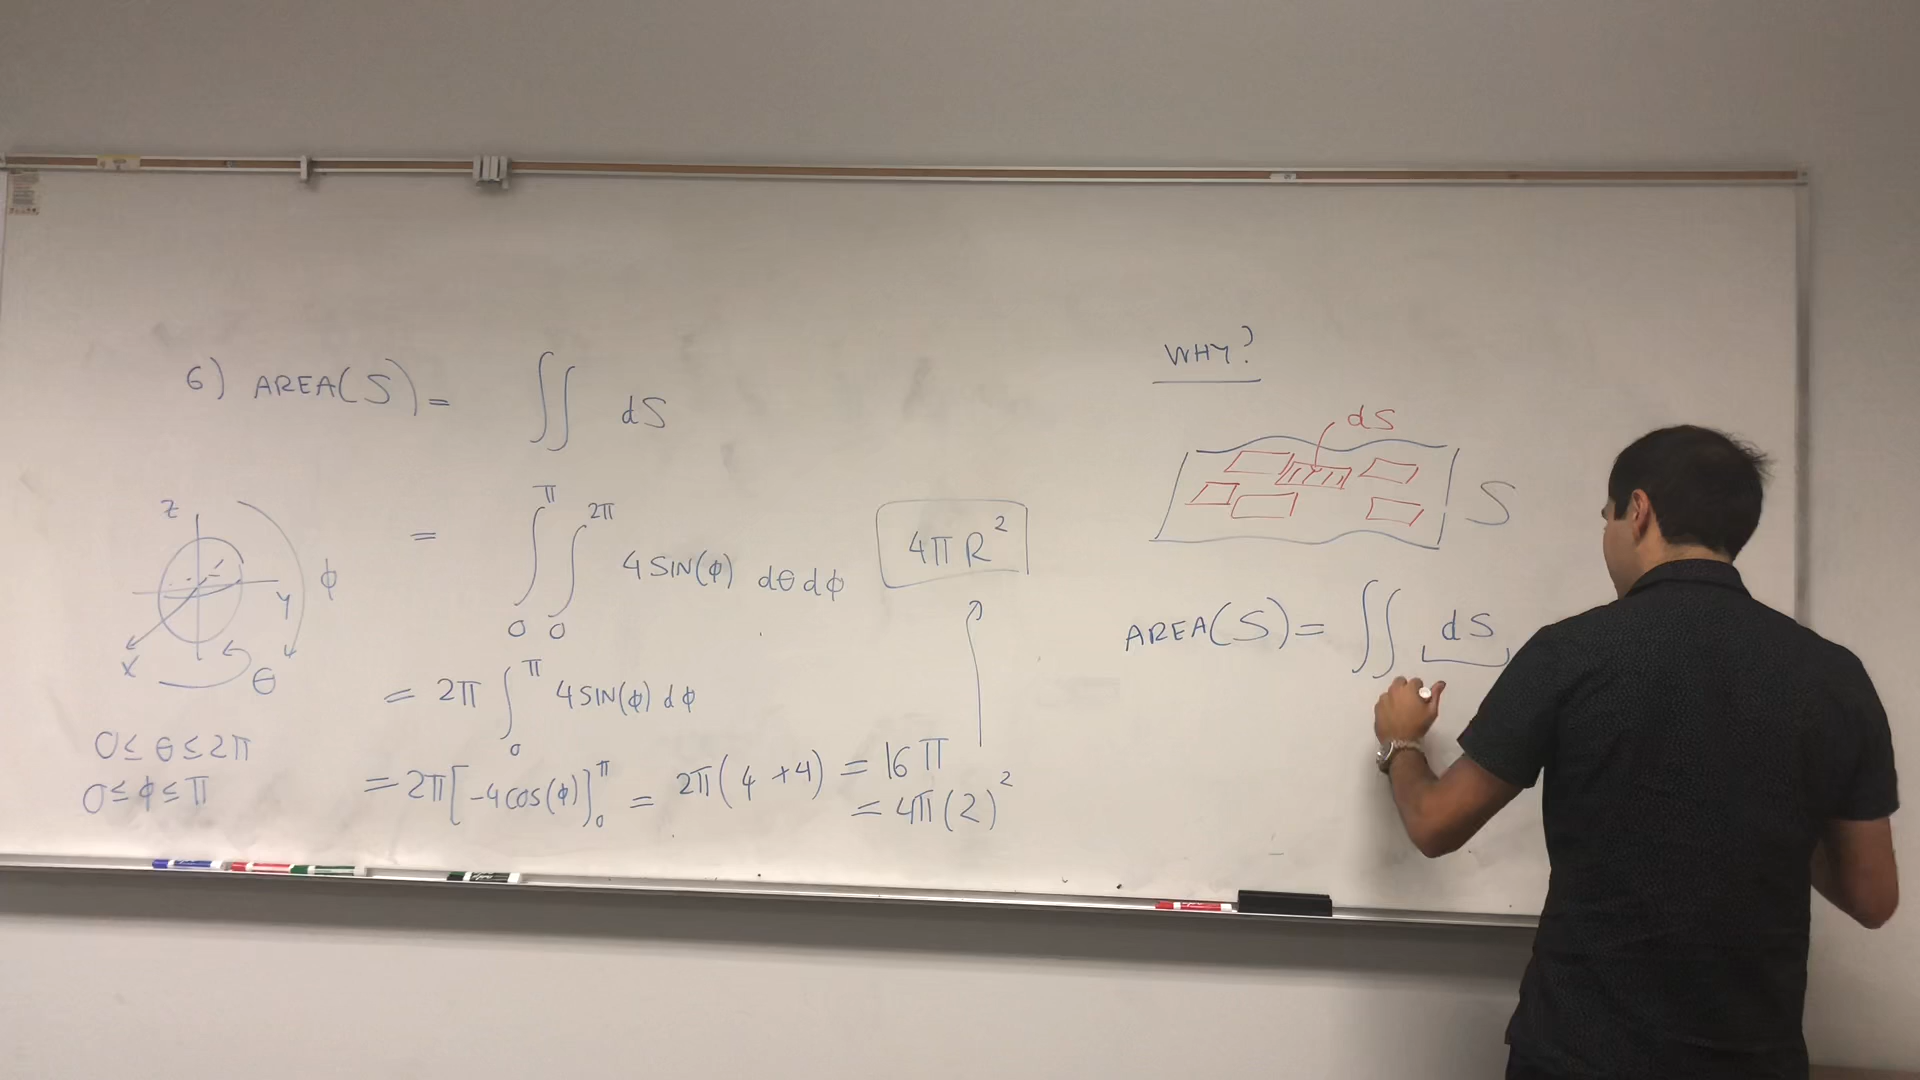 6) AREA(S) = ∬ dS
= ∫₀^π ∫₀^2π 4 SIN(φ) dθ dφ
4π R²
Z
Y
X
φ
θ
= 2π ∫₀^π 4 SIN(φ) dφ
0 ≤ θ ≤ 2π
0 ≤ φ ≤ π
= 2π [-4 COS(φ)]₀^π = 2π (4 + 4) = 16 π
= 4π (2)²
WHY?
dS
S
AREA(S) = ∬ dS